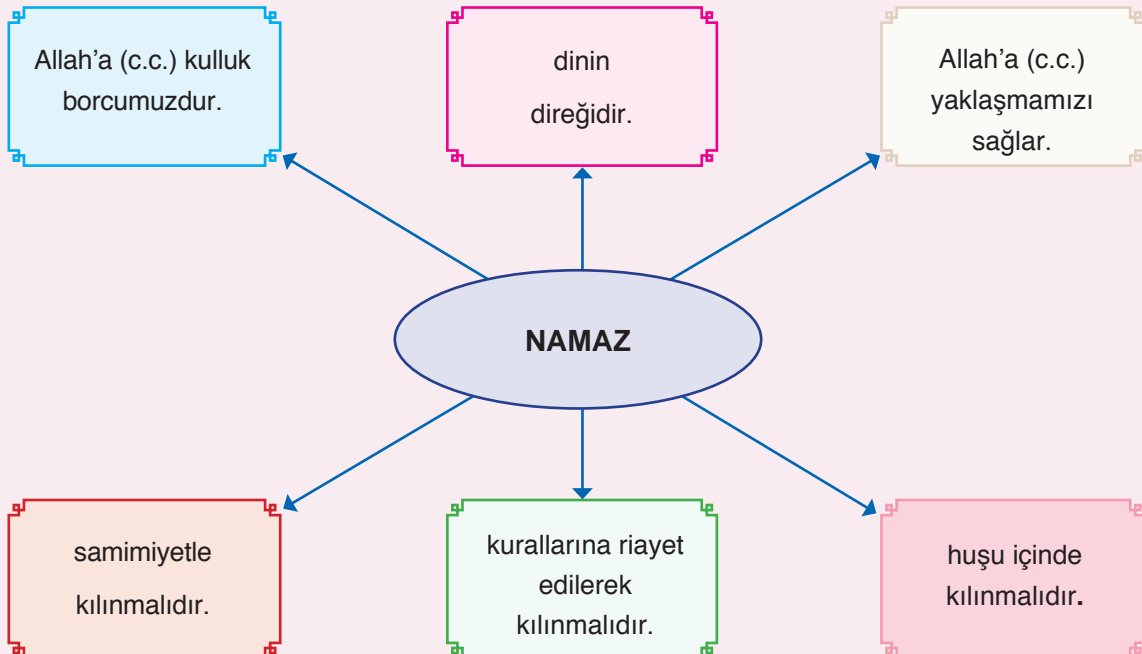 Allah’a (c.c.) kulluk
borcumuzdur.
dinin
direğidir.
Allah’a (c.c.)
yaklaşmamızı
sağlar.
NAMAZ
samimiyetle
kılınmalıdır.
kurallarına riayet
edilerek
kılınmalıdır.
huşu içinde
kılınmalıdır.